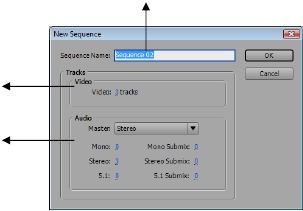 New Sequence
Sequence Name: Sequence 02
OK
Cancel
Tracks
Video
Video: 3 tracks
Audio
Master: Stereo
Mono: 0 Mono Submix: 0
Stereo: 3 Stereo Submix: 0
5.1: 0 5.1 Submix: 0